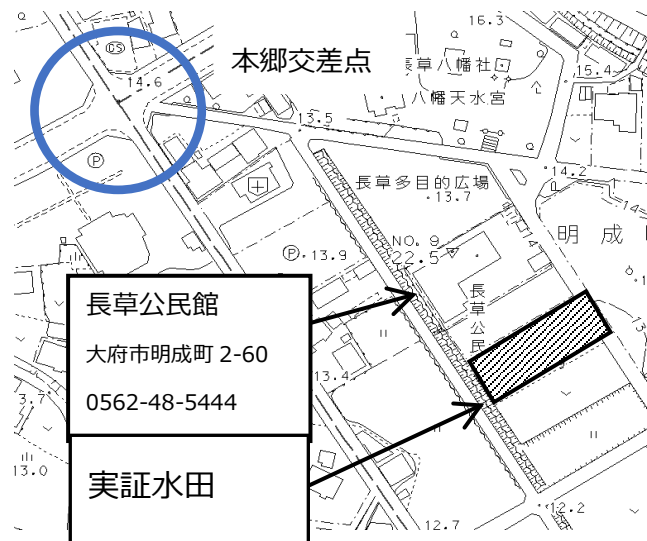 16.3
GS
本郷交差点
長草八幡社
14.6
15.4
八幡天水宮
13.5
P
14.2
長草多目的広場
13.7
14
NO. 9
明成
P
13.9
22.5
長草公民
長草公民館
大府市明成町 2-60
0562-48-5444
13.4
3.7
実証水田
13.0
12.2
12.7